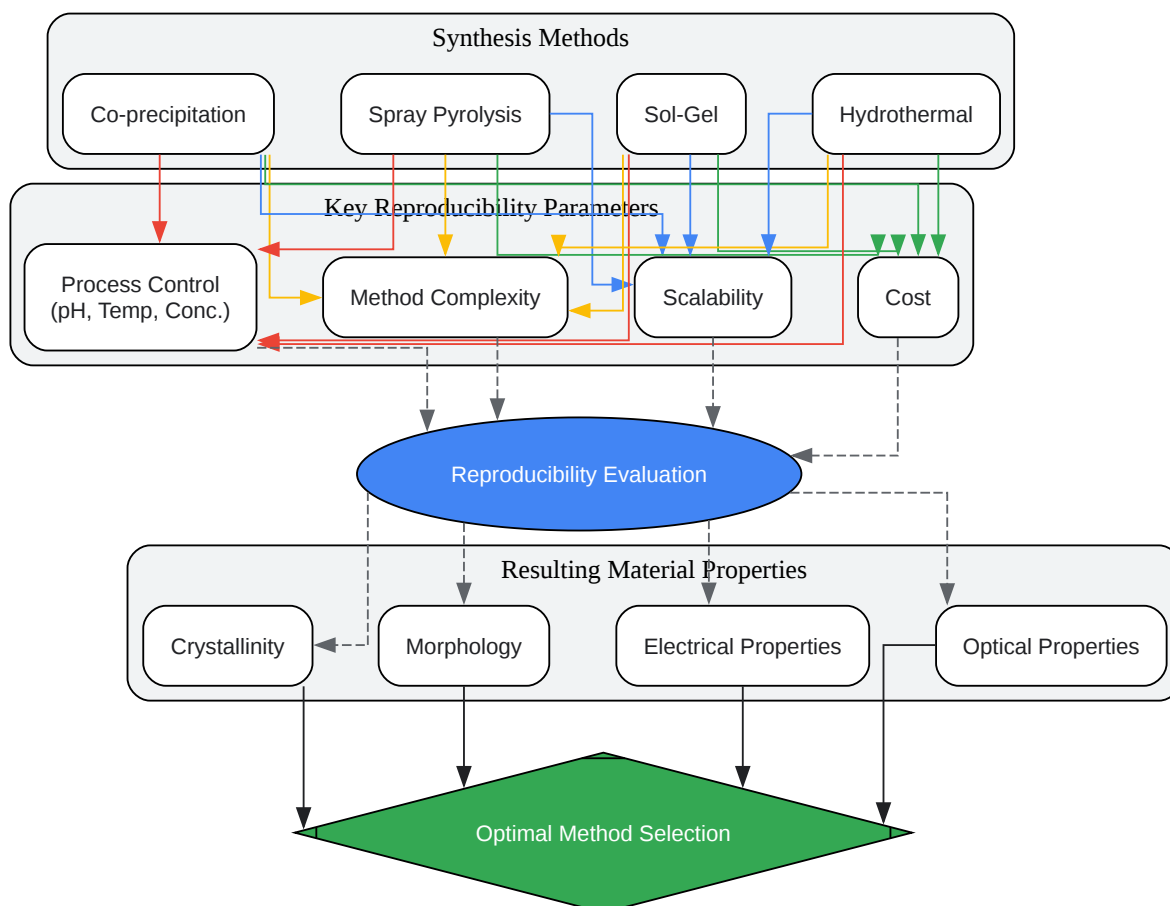 Synthesis Methods
Co-precipitation
Spray Pyrolysis
Sol-Gel
Hydrothermal
Key Reproducibility Parameters
Process Control
(pH, Temp, Conc.)
Method Complexity
Scalability
Cost
Reproducibility Evaluation
Resulting Material Properties
Crystallinity
Morphology
Electrical Properties
Optical Properties
Optimal Method Selection